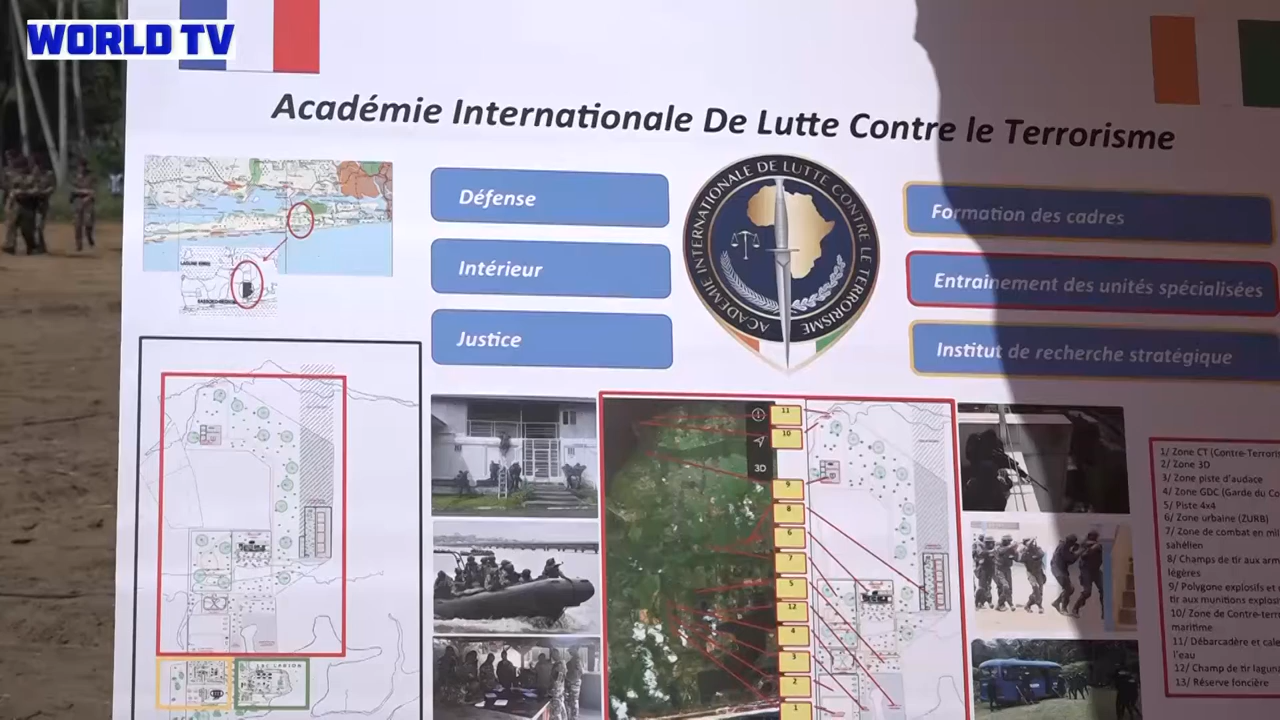 WORLD TV
Académie Internationale De Lutte Contre le Terrorisme
Défense
Intérieur
Justice
ACADÉMIE INTERNATIONALE DE LUTTE CONTRE LE TERRORISME
Formation des cadres
Entrainement des unités spécialisées
Institut de recherche stratégique
3D
11
10
9
8
6
7
5
12
4
3
2
1
1/ Zone CT (Contre-Terroris
2/ Zone 3D
3/ Zone piste d'audace
4/ Zone GDC (Garde du Co
5/ Piste 4x4
6/ Zone urbaine (ZURB)
7/ Zone de combat en mil
sahélien
8/ Champs de tir aux arm
légères
9/ Polygone explosifs et
tir aux munitions explos
10/ Zone de Contre-terr
maritime
11/ Débarcadère et cale
l'eau
12/ Champ de tir laguna
13/ Réserve foncière